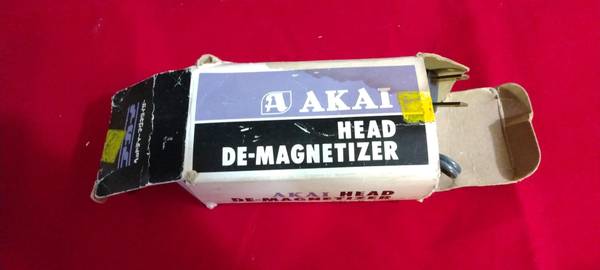 AKAI
HEAD
DE-MAGNETIZER
AKAI HEAD
DE-MAGNETIZER